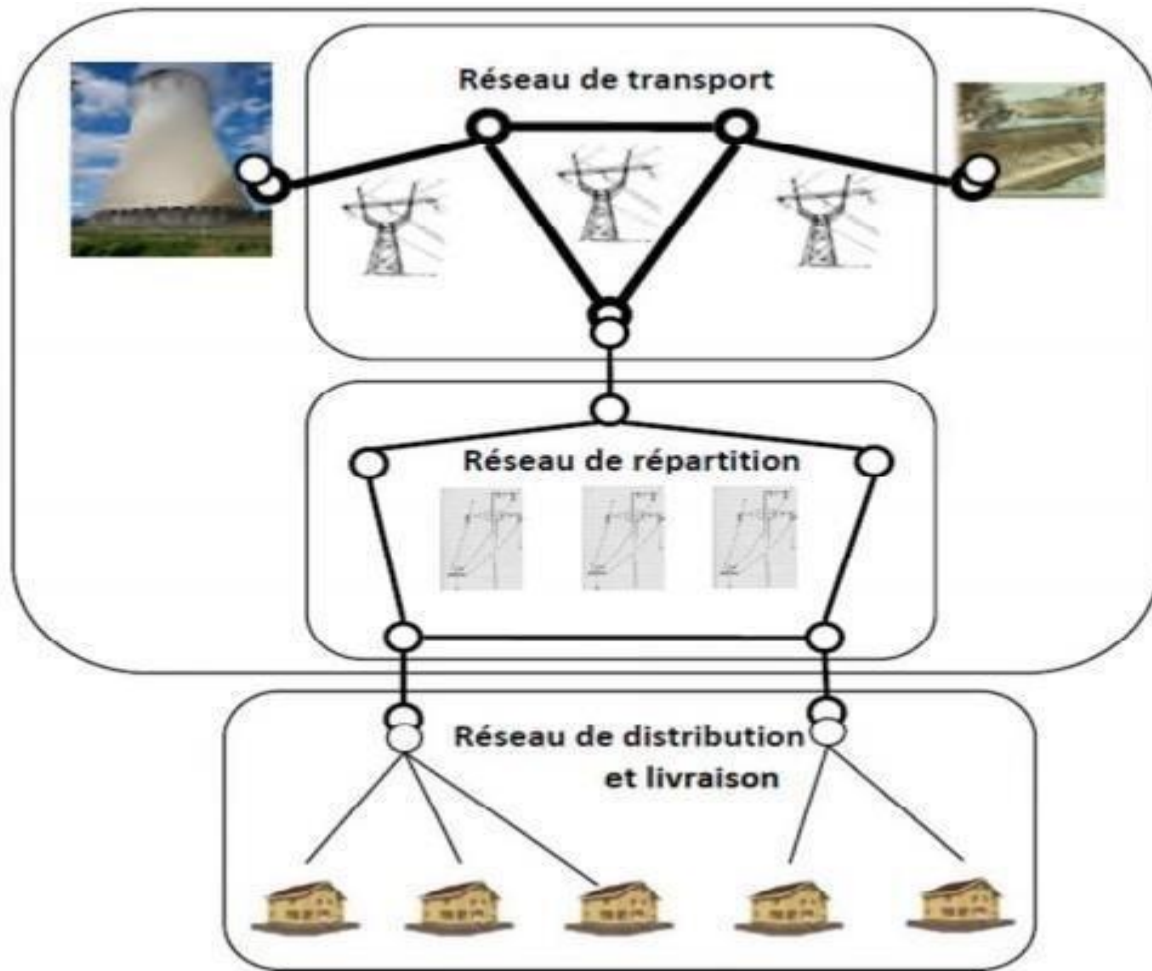 Réseau de transport
Réseau de répartition
Réseau de distribution
et livraison